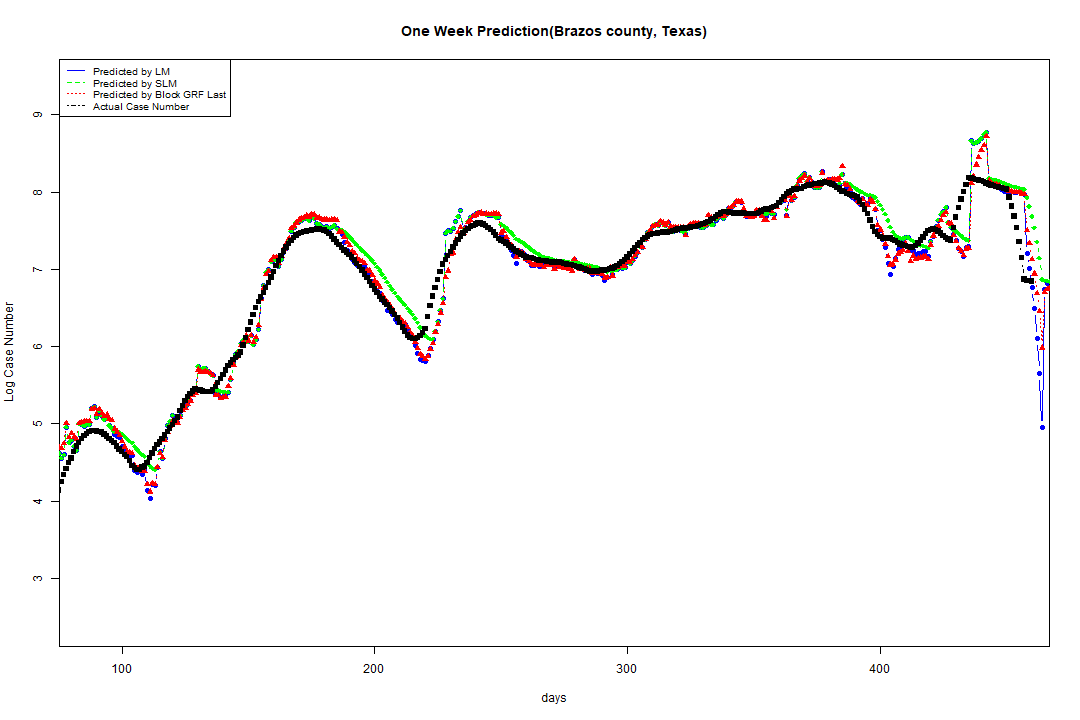 One Week Prediction(Brazos county, Texas)
Predicted by LM
Predicted by SLM
Predicted by Block GRF Last
Actual Case Number
9
8
7
6
5
4
3
Log Case Number
100 200 300 400
days